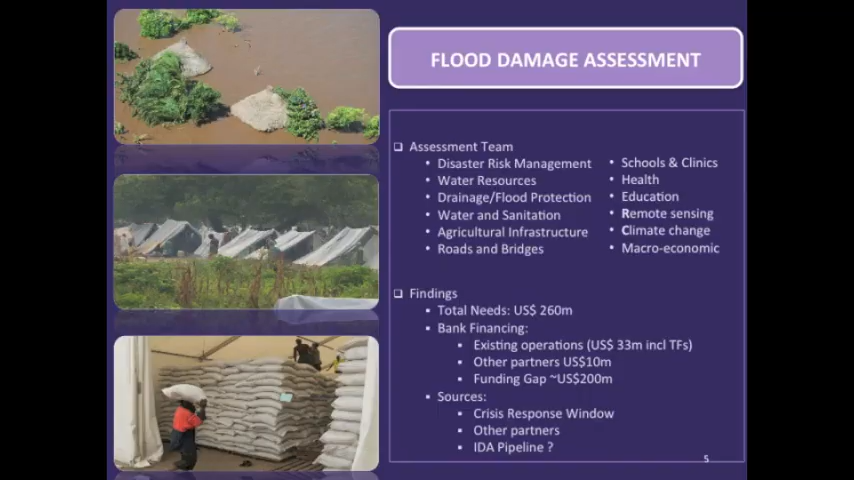 FLOOD DAMAGE ASSESSMENT
❑ Assessment Team
• Disaster Risk Management
• Water Resources
• Drainage/Flood Protection
• Water and Sanitation
• Agricultural Infrastructure
• Roads and Bridges
• Schools & Clinics
• Health
• Education
• Remote sensing
• Climate change
• Macro-economic
❑ Findings
▪ Total Needs: US$ 260m
▪ Bank Financing:
▪ Existing operations (US$ 33m incl TFs)
▪ Other partners US$10m
▪ Funding Gap ~US$200m
▪ Sources:
▪ Crisis Response Window
▪ Other partners
▪ IDA Pipeline ?
5